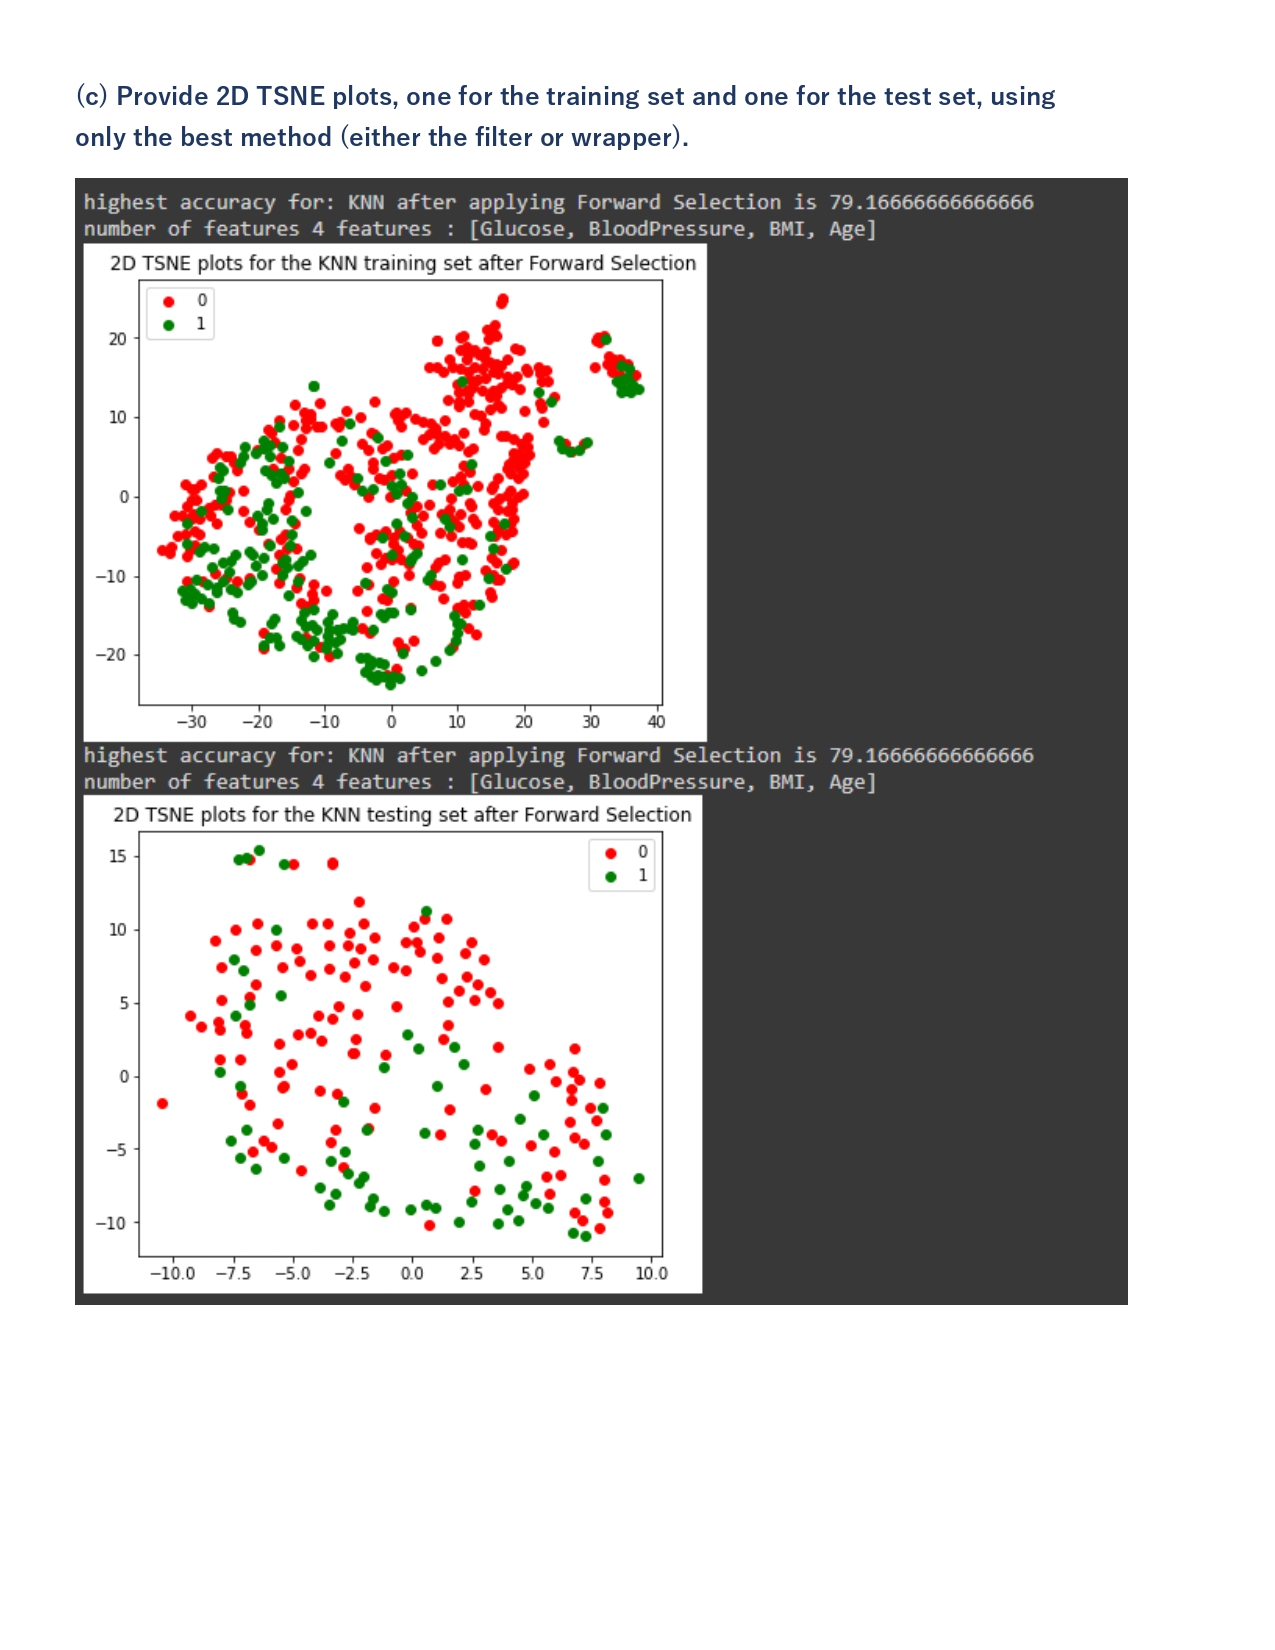 (c) Provide 2D TSNE plots, one for the training set and one for the test set, using
only the best method (either the filter or wrapper).
highest accuracy for: KNN after applying Forward Selection is 79.16666666666666
number of features 4 features : [Glucose, BloodPressure, BMI, Age]
2D TSNE plots for the KNN training set after Forward Selection
0
1
20
10
0
−10
−20
−30 −20 −10 0 10 20 30 40
highest accuracy for: KNN after applying Forward Selection is 79.16666666666666
number of features 4 features : [Glucose, BloodPressure, BMI, Age]
2D TSNE plots for the KNN testing set after Forward Selection
0
1
15
10
5
0
−5
−10
−10.0 −7.5 −5.0 −2.5 0.0 2.5 5.0 7.5 10.0